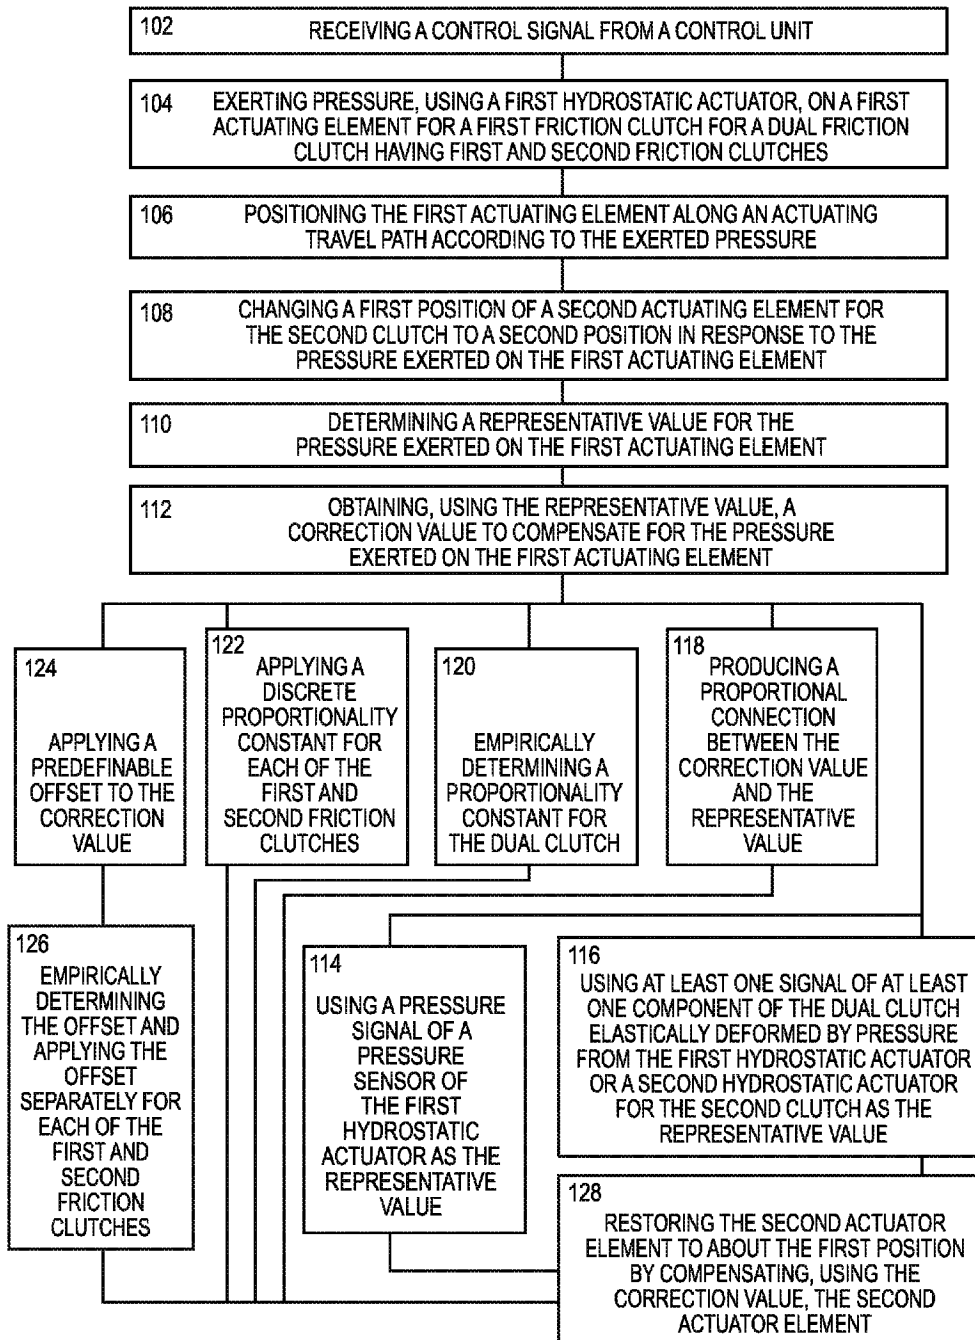 102 RECEIVING A CONTROL SIGNAL FROM A CONTROL UNIT
104 EXERTING PRESSURE, USING A FIRST HYDROSTATIC ACTUATOR, ON A FIRST
ACTUATING ELEMENT FOR A FIRST FRICTION CLUTCH FOR A DUAL FRICTION
CLUTCH HAVING FIRST AND SECOND FRICTION CLUTCHES
106 POSITIONING THE FIRST ACTUATING ELEMENT ALONG AN ACTUATING
TRAVEL PATH ACCORDING TO THE EXERTED PRESSURE
108 CHANGING A FIRST POSITION OF A SECOND ACTUATING ELEMENT FOR
THE SECOND CLUTCH TO A SECOND POSITION IN RESPONSE TO THE
PRESSURE EXERTED ON THE FIRST ACTUATING ELEMENT
110 DETERMINING A REPRESENTATIVE VALUE FOR THE
PRESSURE EXERTED ON THE FIRST ACTUATING ELEMENT
112 OBTAINING, USING THE REPRESENTATIVE VALUE, A
CORRECTION VALUE TO COMPENSATE FOR THE PRESSURE
EXERTED ON THE FIRST ACTUATING ELEMENT
124
APPLYING A
PREDEFINABLE
OFFSET TO THE
CORRECTION
VALUE
122
APPLYING A
DISCRETE
PROPORTIONALITY
CONSTANT FOR
EACH OF THE
FIRST AND
SECOND FRICTION
CLUTCHES
120
EMPIRICALLY
DETERMINING A
PROPORTIONALITY
CONSTANT FOR
THE DUAL CLUTCH
118
PRODUCING A
PROPORTIONAL
CONNECTION
BETWEEN THE
CORRECTION VALUE
AND THE
REPRESENTATIVE
VALUE
126
EMPIRICALLY
DETERMINING
THE OFFSET AND
APPLYING THE
OFFSET
SEPARATELY FOR
EACH OF THE
FIRST AND
SECOND
FRICTION
CLUTCHES
114
USING A PRESSURE
SIGNAL OF A
PRESSURE
SENSOR OF
THE FIRST
HYDROSTATIC
ACTUATOR AS THE
REPRESENTATIVE
VALUE
116
USING AT LEAST ONE SIGNAL OF AT LEAST
ONE COMPONENT OF THE DUAL CLUTCH
ELASTICALLY DEFORMED BY PRESSURE
FROM THE FIRST HYDROSTATIC ACTUATOR
OR A SECOND HYDROSTATIC ACTUATOR
FOR THE SECOND CLUTCH AS THE
REPRESENTATIVE VALUE
128
RESTORING THE SECOND ACTUATOR
ELEMENT TO ABOUT THE FIRST POSITION
BY COMPENSATING, USING THE
CORRECTION VALUE, THE SECOND
ACTUATOR ELEMENT